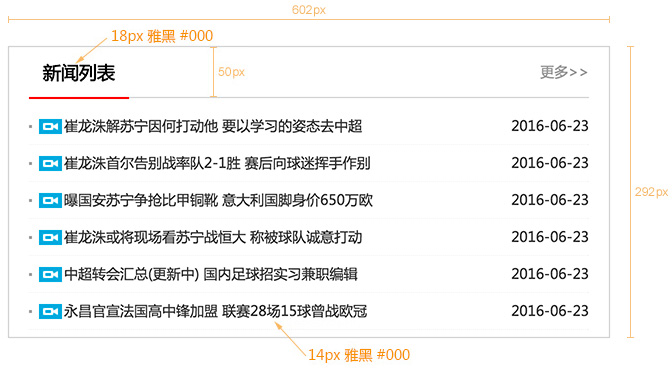 602px
18px 雅黑 #000
新闻列表
50px
更多>>
崔龙洙解苏宁因何打动他 要以学习的姿态去中超 2016-06-23
崔龙洙首尔告别战率队2-1胜 赛后向球迷挥手作别 2016-06-23
曝国安苏宁争抢比甲铜靴 意大利国脚身价650万欧 2016-06-23
292px
崔龙洙或将现场看苏宁战恒大 称被球队诚意打动 2016-06-23
中超转会汇总(更新中) 国内足球招实习兼职编辑 2016-06-23
永昌官宣法国高中锋加盟 联赛28场15球曾战欧冠 2016-06-23
14px 雅黑 #000